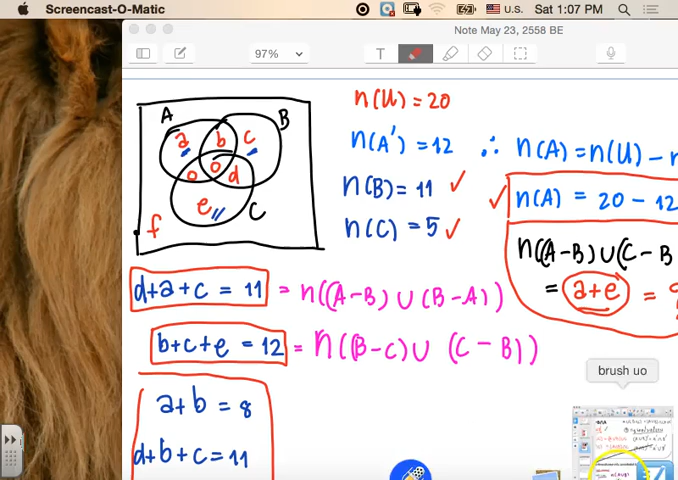 Screencast-O-Matic
U.S. Sat 1:07 PM
Note May 23, 2558 BE
97%
T
n(U) = 20
A
B
a
b
c
n(A') = 12
∴ n(A) = n(U) - n
o
o
d
n(B) = 11 ✓
✓ n(A) = 20 - 12
e
C
n(C) = 5 ✓
f
n(A-B)∪(C-B
= a+e =
d+a+c = 11 = n((A-B) ∪ (B-A))
b+c+e = 12 = n((B-C) ∪ (C-B))
brush uo
a+b = 8
d+b+c = 11